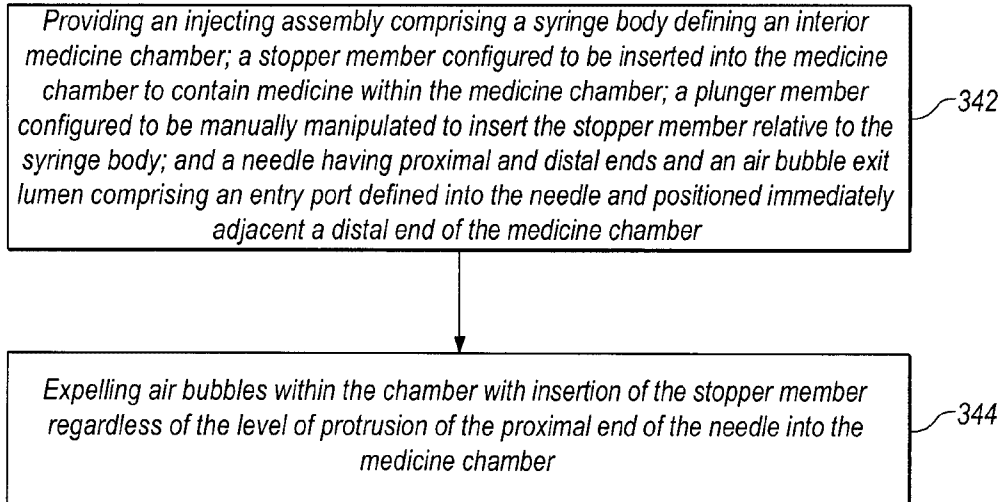 Providing an injecting assembly comprising a syringe body defining an interior
medicine chamber; a stopper member configured to be inserted into the medicine
chamber to contain medicine within the medicine chamber; a plunger member
configured to be manually manipulated to insert the stopper member relative to the
syringe body; and a needle having proximal and distal ends and an air bubble exit
lumen comprising an entry port defined into the needle and positioned immediately
adjacent a distal end of the medicine chamber
342
Expelling air bubbles within the chamber with insertion of the stopper member
regardless of the level of protrusion of the proximal end of the needle into the
medicine chamber
344